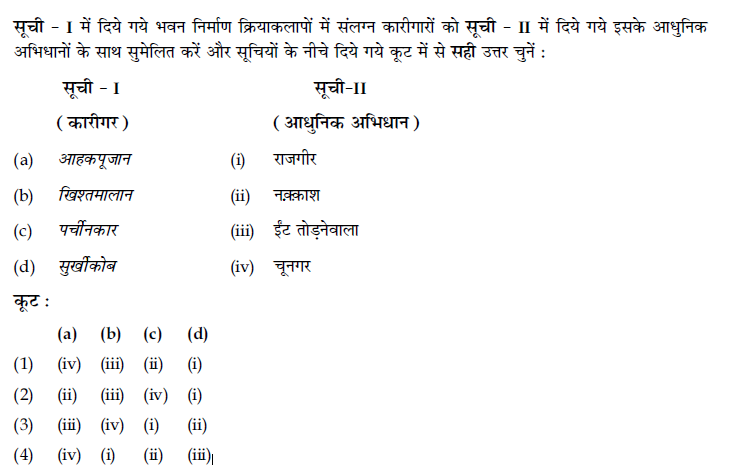 सूची - I में दिये गये भवन निर्माण क्रियाकलापों में संलग्न कारीगारों को सूची - II में दिये गये इसके आधुनिक
अभिधानों के साथ सुमेलित करें और सूचियों के नीचे दिये गये कूट में से सही उत्तर चुनें :
सूची - I सूची-II
( कारीगर ) ( आधुनिक अभिधान )
(a) आहकपूजान (i) राजगीर
(b) खिश्तमालान (ii) नक़्क़ाश
(c) पर्चीनकार (iii) ईंट तोड़नेवाला
(d) सुर्खीकोब (iv) चूनगर
कूट :
(a) (b) (c) (d)
(1) (iv) (iii) (ii) (i)
(2) (ii) (iii) (iv) (i)
(3) (iii) (iv) (i) (ii)
(4) (iv) (i) (ii) (iii)